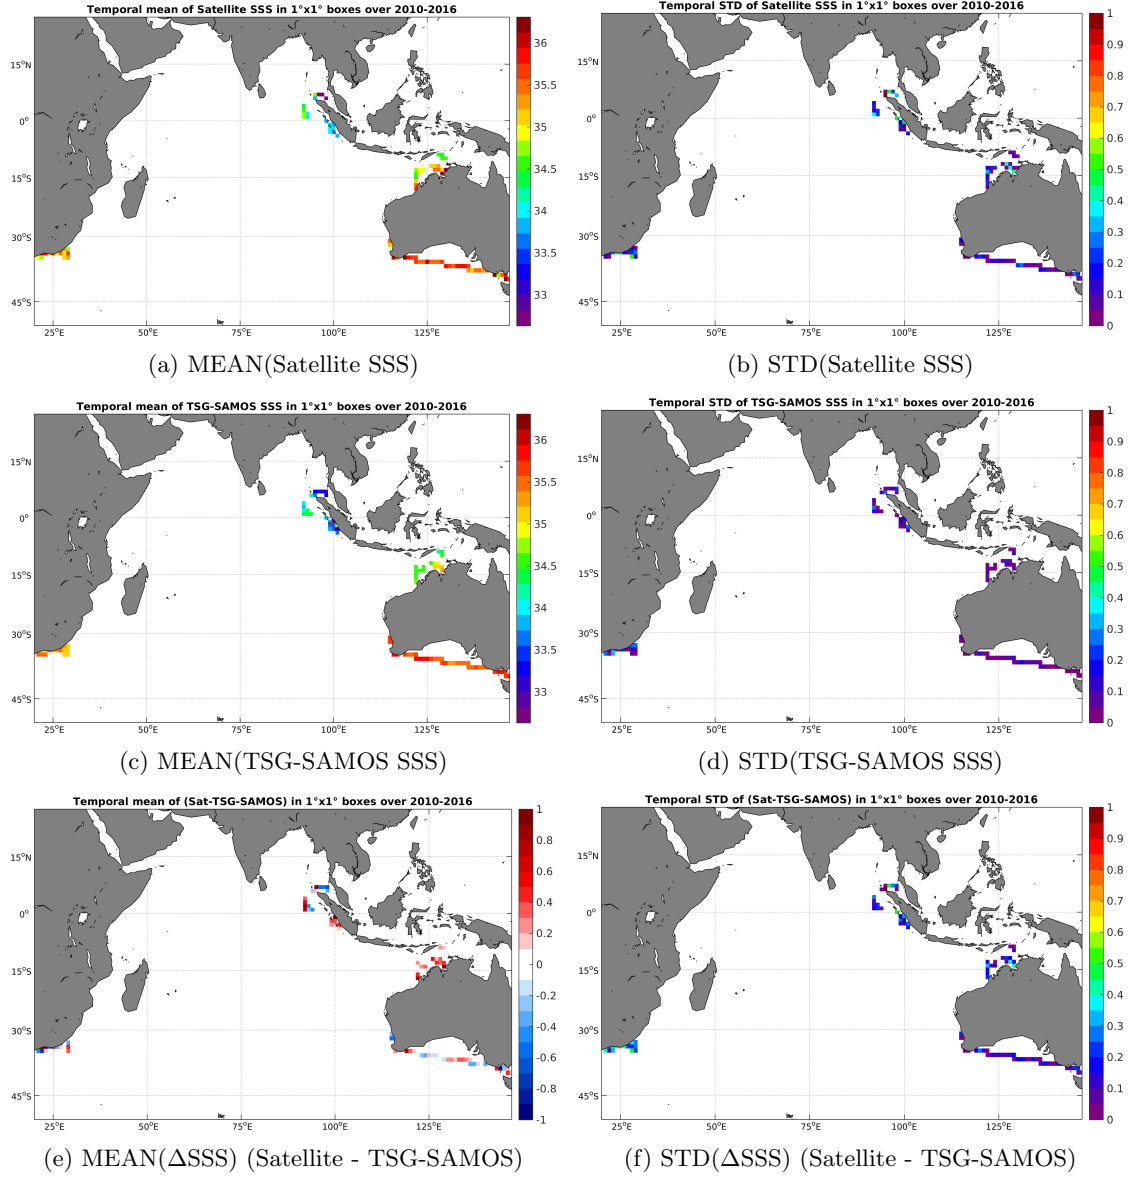 Temporal mean of Satellite SSS in 1°x1° boxes over 2010-2016
15°N
0°
15°S
30°S
45°S
25°E
50°E
75°E
100°E
125°E
36
35.5
35
34.5
34
33.5
33
(a) MEAN(Satellite SSS)
Temporal STD of Satellite SSS in 1°x1° boxes over 2010-2016
15°N
0°
15°S
30°S
45°S
25°E
50°E
75°E
100°E
125°E
1
0.9
0.8
0.7
0.6
0.5
0.4
0.3
0.2
0.1
0
(b) STD(Satellite SSS)
Temporal mean of TSG-SAMOS SSS in 1°x1° boxes over 2010-2016
15°N
0°
15°S
30°S
45°S
25°E
50°E
75°E
100°E
125°E
36
35.5
35
34.5
34
33.5
33
(c) MEAN(TSG-SAMOS SSS)
Temporal STD of TSG-SAMOS SSS in 1°x1° boxes over 2010-2016
15°N
0°
15°S
30°S
45°S
25°E
50°E
75°E
100°E
125°E
1
0.9
0.8
0.7
0.6
0.5
0.4
0.3
0.2
0.1
0
(d) STD(TSG-SAMOS SSS)
Temporal mean of (Sat-TSG-SAMOS) in 1°x1° boxes over 2010-2016
15°N
0°
15°S
30°S
45°S
25°E
50°E
75°E
100°E
125°E
1
0.8
0.6
0.4
0.2
0
-0.2
-0.4
-0.6
-0.8
-1
(e) MEAN(ΔSSS) (Satellite - TSG-SAMOS)
Temporal STD of (Sat-TSG-SAMOS) in 1°x1° boxes over 2010-2016
15°N
0°
15°S
30°S
45°S
25°E
50°E
75°E
100°E
125°E
1
0.9
0.8
0.7
0.6
0.5
0.4
0.3
0.2
0.1
0
(f) STD(ΔSSS) (Satellite - TSG-SAMOS)